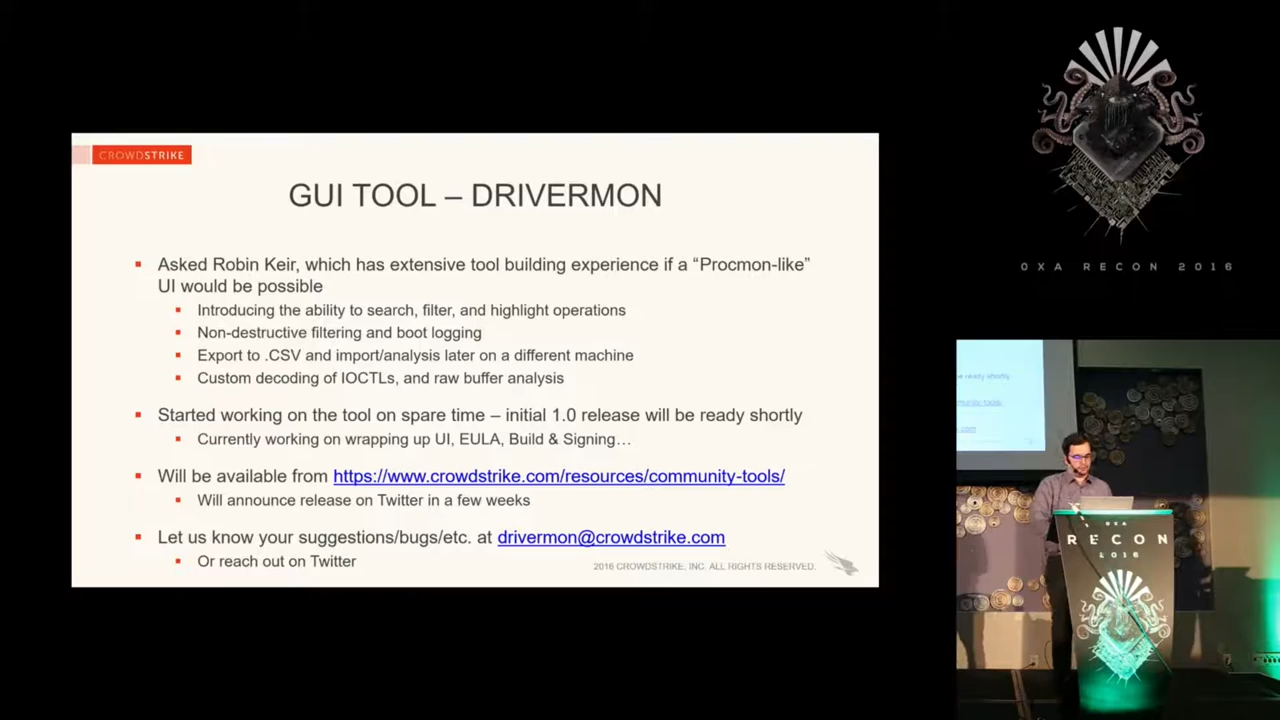 CROWDSTRIKE
GUI TOOL – DRIVERMON
Asked Robin Keir, which has extensive tool building experience if a “Procmon-like”
UI would be possible
Introducing the ability to search, filter, and highlight operations
Non-destructive filtering and boot logging
Export to .CSV and import/analysis later on a different machine
Custom decoding of IOCTLs, and raw buffer analysis
Started working on the tool on spare time – initial 1.0 release will be ready shortly
Currently working on wrapping up UI, EULA, Build & Signing…
Will be available from https://www.crowdstrike.com/resources/community-tools/
Will announce release on Twitter in a few weeks
Let us know your suggestions/bugs/etc. at drivermon@crowdstrike.com
Or reach out on Twitter
2016 CROWDSTRIKE, INC. ALL RIGHTS RESERVED.
0XA RECON 2016
be ready shortly
0XA
RECON
2016